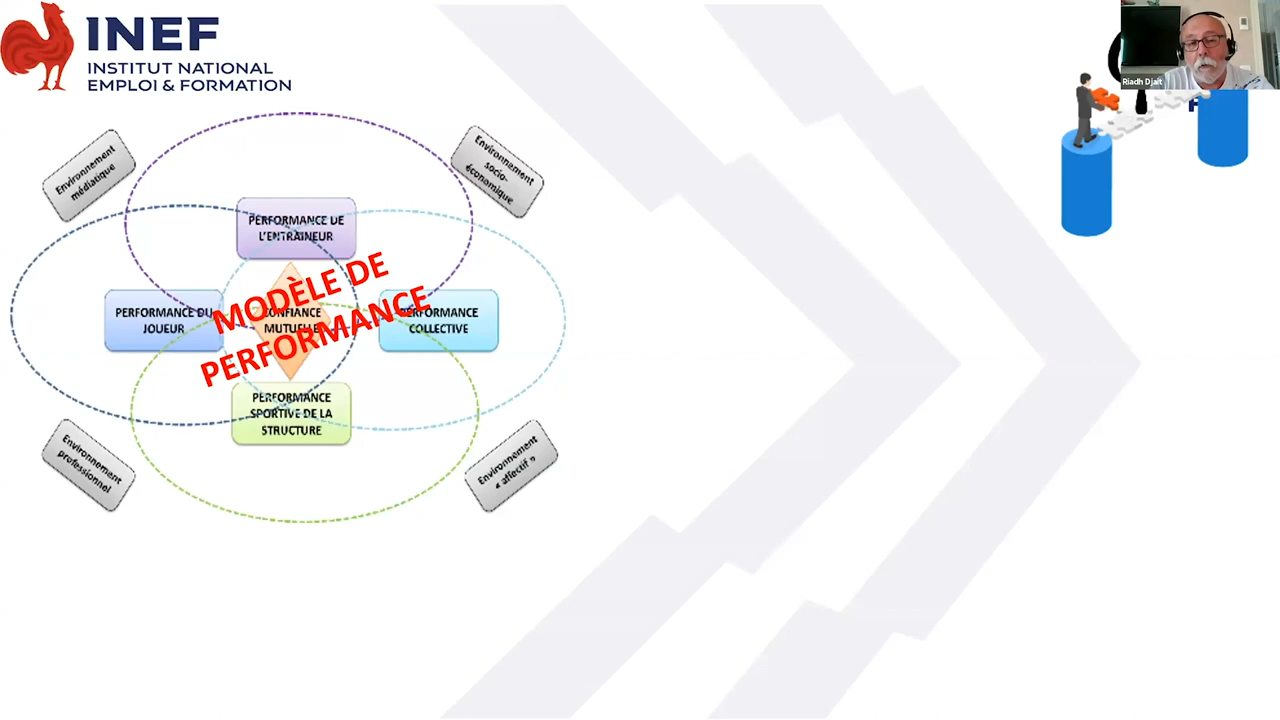 INEF
INSTITUT NATIONAL
EMPLOI & FORMATION
Riadh Djait
Environnement
médiatique
Environnement
socio-
économique
PERFORMANCE DE
L'ENTRAINEUR
MODÈLE DE
PERFORMANCE
PERFORMANCE DU
JOUEUR
CONFIANCE
MUTUELLE
PERFORMANCE
COLLECTIVE
PERFORMANCE
SPORTIVE DE LA
STRUCTURE
Environnement
professionnel
Environnement
« affectif »